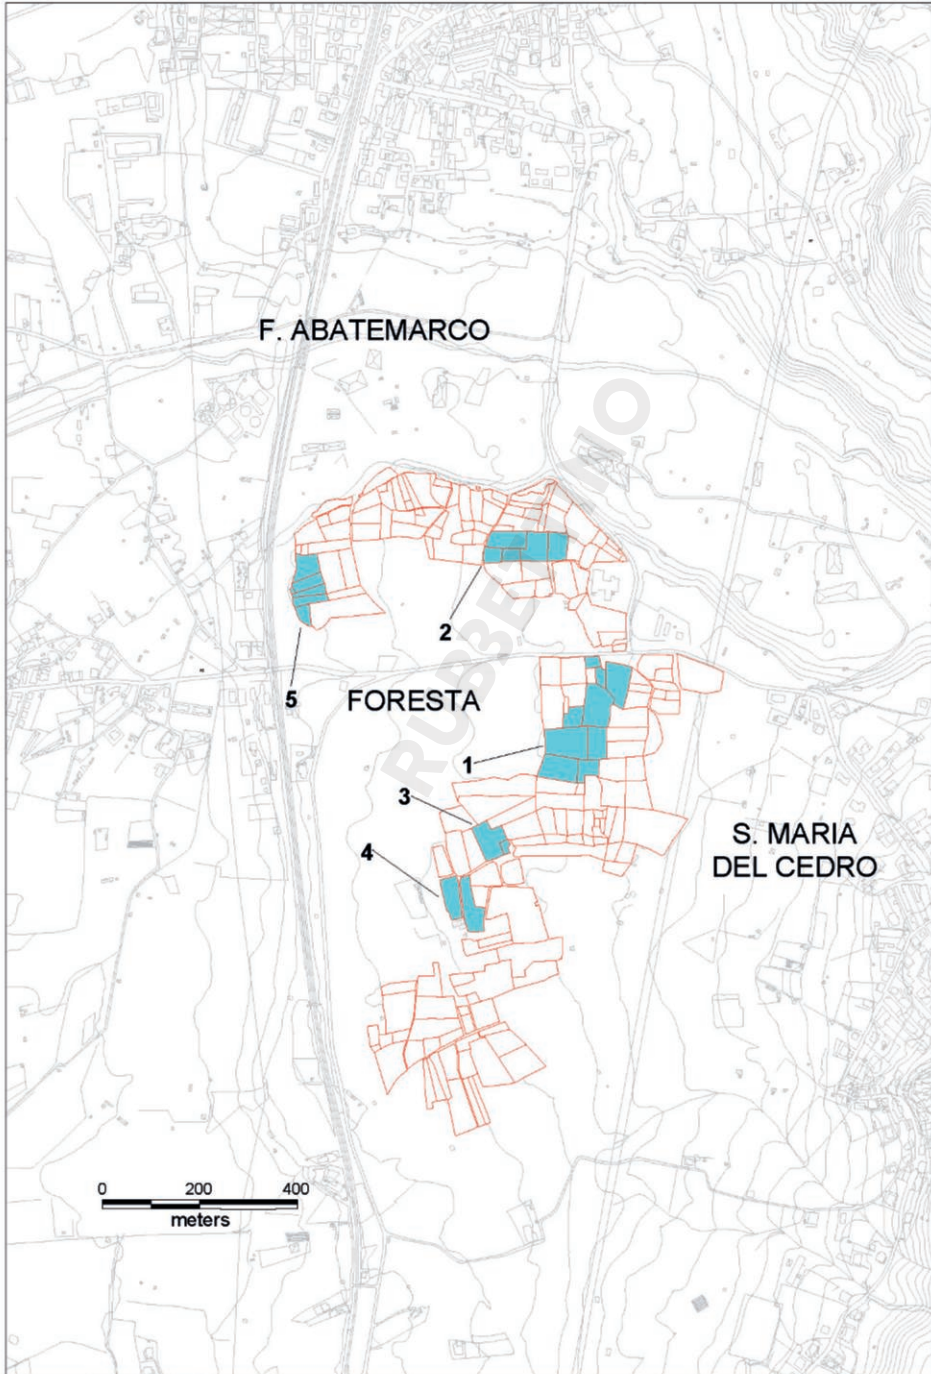 F. ABATEMARCO
RUBBETTINO
2
5
FORESTA
1
3
S. MARIA
DEL CEDRO
4
0 200 400
meters